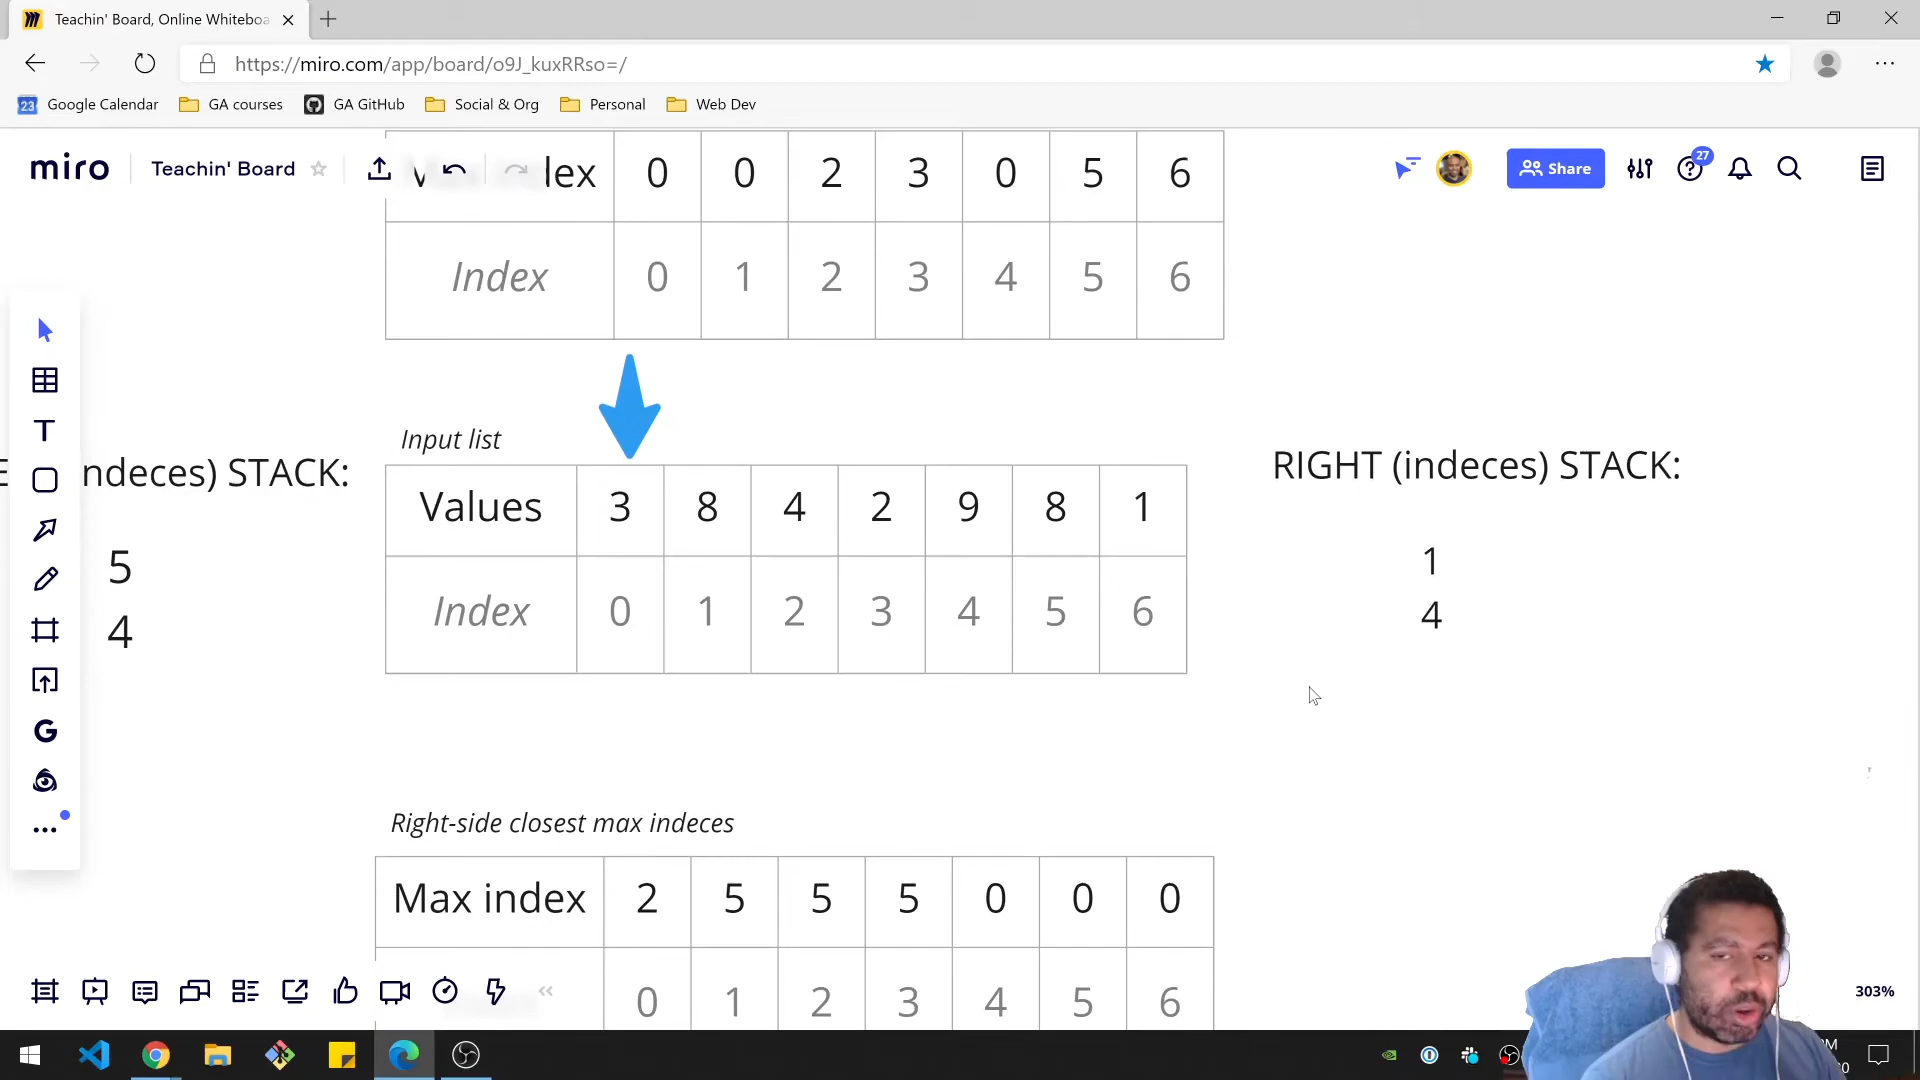 Teachin' Board, Online Whiteboa
https://miro.com/app/board/o9J_kuxRRso=/
23 Google Calendar GA courses GA GitHub Social & Org Personal Web Dev
miro Teachin' Board
Share 27
0 0 2 3 0 5 6
Index 0 1 2 3 4 5 6
Input list
ndeces) STACK:
5
4
Values 3 8 4 2 9 8 1
Index 0 1 2 3 4 5 6
RIGHT (indeces) STACK:
1
4
Right-side closest max indeces
Max index 2 5 5 5 0 0 0
0 1 2 3 4 5 6
303%